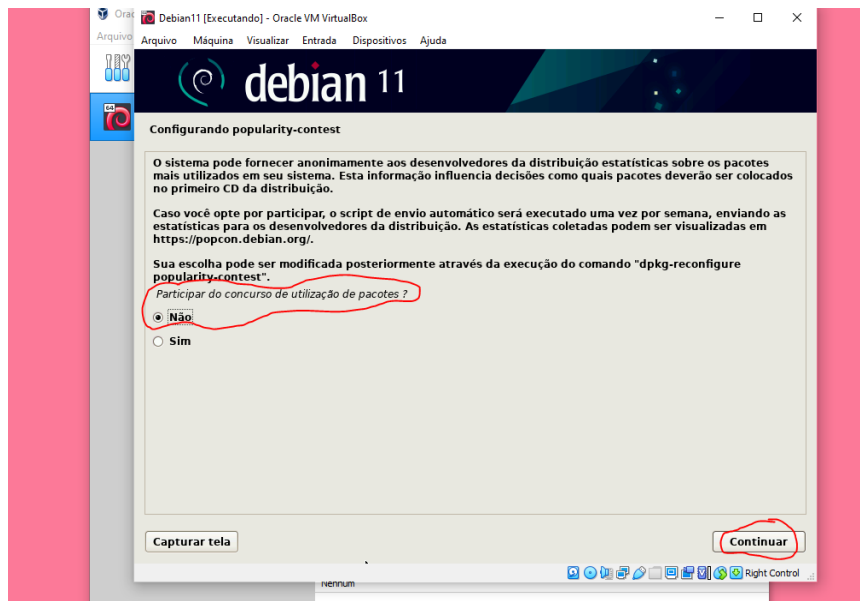 Orac
Debian11 [Executando] - Oracle VM VirtualBox
Arquivo
Arquivo Máquina Visualizar Entrada Dispositivos Ajuda
debian 11
64
Configurando popularity-contest
O sistema pode fornecer anonimamente aos desenvolvedores da distribuição estatísticas sobre os pacotes
mais utilizados em seu sistema. Esta informação influencia decisões como quais pacotes deverão ser colocados
no primeiro CD da distribuição.
Caso você opte por participar, o script de envio automático será executado uma vez por semana, enviando as
estatísticas para os desenvolvedores da distribuição. As estatísticas coletadas podem ser visualizadas em
https://popcon.debian.org/.
Sua escolha pode ser modificada posteriormente através da execução do comando "dpkg-reconfigure
popularity-contest".
Participar do concurso de utilização de pacotes ?
Não
Sim
Capturar tela
Continuar
Right Control
Nenhum